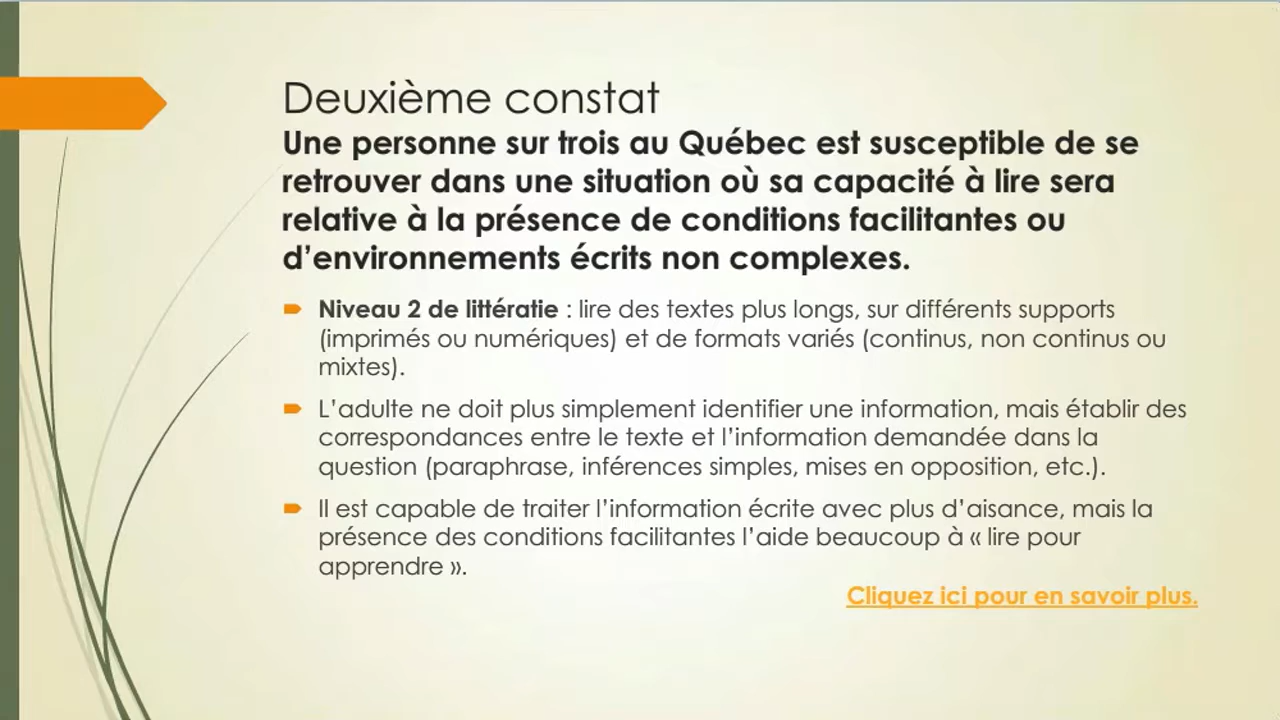 Deuxième constat
Une personne sur trois au Québec est susceptible de se
retrouver dans une situation où sa capacité à lire sera
relative à la présence de conditions facilitantes ou
d’environnements écrits non complexes.
Niveau 2 de littératie : lire des textes plus longs, sur différents supports
(imprimés ou numériques) et de formats variés (continus, non continus ou
mixtes).
L’adulte ne doit plus simplement identifier une information, mais établir des
correspondances entre le texte et l’information demandée dans la
question (paraphrase, inférences simples, mises en opposition, etc.).
Il est capable de traiter l’information écrite avec plus d’aisance, mais la
présence des conditions facilitantes l’aide beaucoup à « lire pour
apprendre ».
Cliquez ici pour en savoir plus.